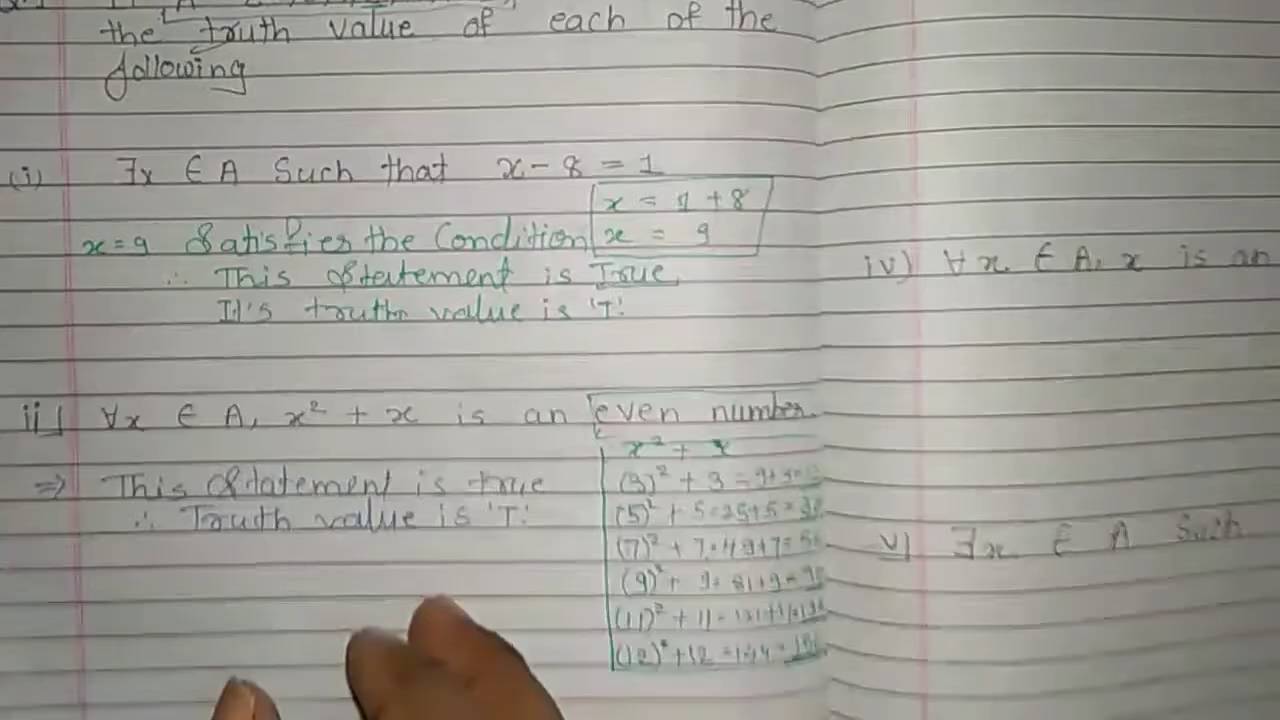 the truth value of each of the
following
(i) ∃x ∈ A Such that x - 8 = 1
x = 1 + 8
x = 9
x = 9 Satisfies the Condition
∴ This Statement is True
It's truth value is 'T'.
ii) ∀x ∈ A, x² + x is an even number.
x² + x
⇒ This Statement is true
∴ Truth value is 'T'.
(3)² + 3 = 9+3=12
(5)² + 5 = 25+5=30
(7)² + 7 = 49+7=56
(9)² + 9 = 81+9=90
(11)² + 11 = 121+11=132
(12)² + 12 = 144
iv) ∀x ∈ A, x is an
v) ∃x ∈ A Such